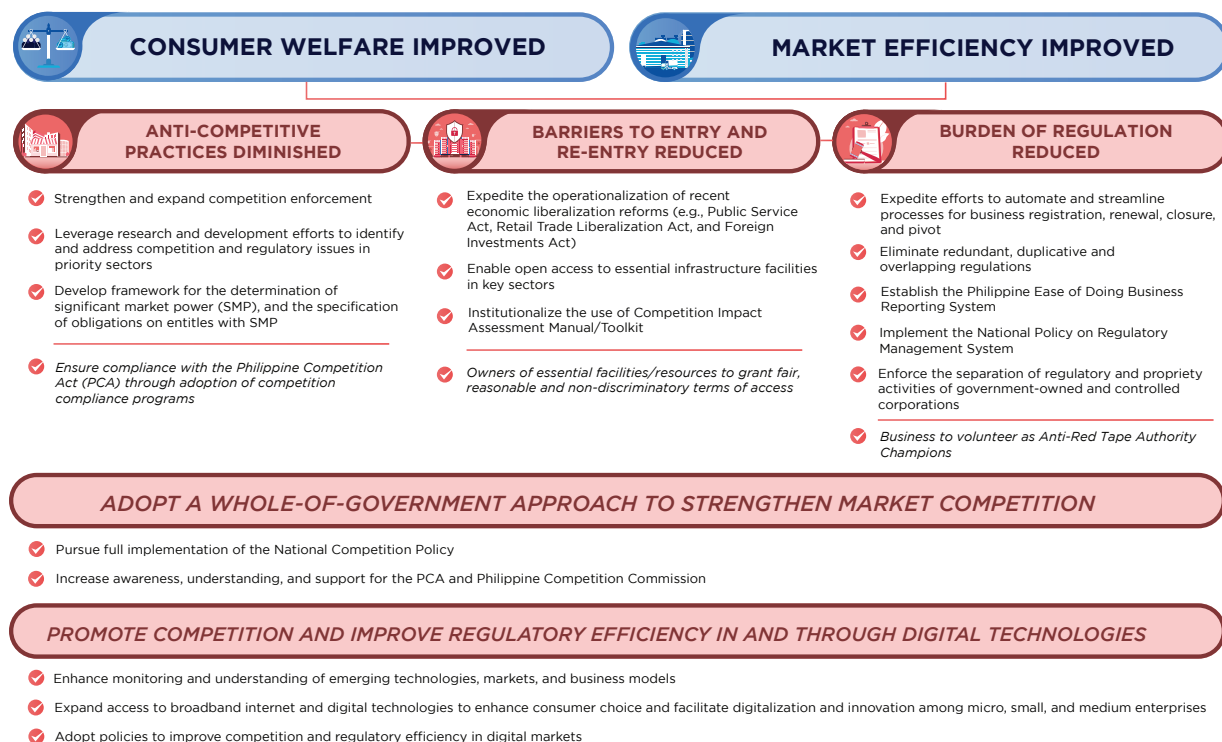 CONSUMER WELFARE IMPROVED
MARKET EFFICIENCY IMPROVED
ANTI-COMPETITIVE
PRACTICES DIMINISHED
Strengthen and expand competition enforcement
Leverage research and development efforts to identify
and address competition and regulatory issues in
priority sectors
Develop framework for the determination of
significant market power (SMP), and the specification
of obligations on entitles with SMP
Ensure compliance with the Philippine Competition
Act (PCA) through adoption of competition
compliance programs
BARRIERS TO ENTRY AND
RE-ENTRY REDUCED
Expedite the operationalization of recent
economic liberalization reforms (e.g., Public Service
Act, Retail Trade Liberalization Act, and Foreign
Investments Act)
Enable open access to essential infrastructure facilities
in key sectors
Institutionalize the use of Competition Impact
Assessment Manual/Toolkit
Owners of essential facilities/resources to grant fair,
reasonable and non-discriminatory terms of access
BURDEN OF REGULATION
REDUCED
Expedite efforts to automate and streamline
processes for business registration, renewal, closure,
and pivot
Eliminate redundant, duplicative and
overlapping regulations
Establish the Philippine Ease of Doing Business
Reporting System
Implement the National Policy on Regulatory
Management System
Enforce the separation of regulatory and propriety
activities of government-owned and controlled
corporations
Business to volunteer as Anti-Red Tape Authority
Champions
ADOPT A WHOLE-OF-GOVERNMENT APPROACH TO STRENGTHEN MARKET COMPETITION
Pursue full implementation of the National Competition Policy
Increase awareness, understanding, and support for the PCA and Philippine Competition Commission
PROMOTE COMPETITION AND IMPROVE REGULATORY EFFICIENCY IN AND THROUGH DIGITAL TECHNOLOGIES
Enhance monitoring and understanding of emerging technologies, markets, and business models
Expand access to broadband internet and digital technologies to enhance consumer choice and facilitate digitalization and innovation among micro, small, and medium enterprises
Adopt policies to improve competition and regulatory efficiency in digital markets